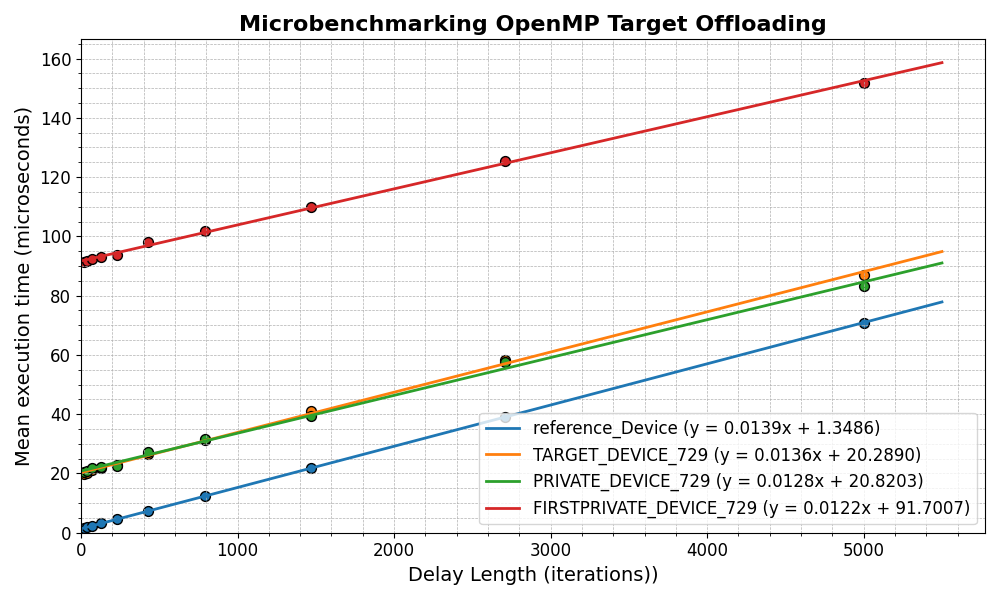 Microbenchmarking OpenMP Target Offloading
Mean execution time (microseconds)
160
140
120
100
80
60
40
20
0
reference_Device (y = 0.0139x + 1.3486)
TARGET_DEVICE_729 (y = 0.0136x + 20.2890)
PRIVATE_DEVICE_729 (y = 0.0128x + 20.8203)
FIRSTPRIVATE_DEVICE_729 (y = 0.0122x + 91.7007)
0 1000 2000 3000 4000 5000
Delay Length (iterations))